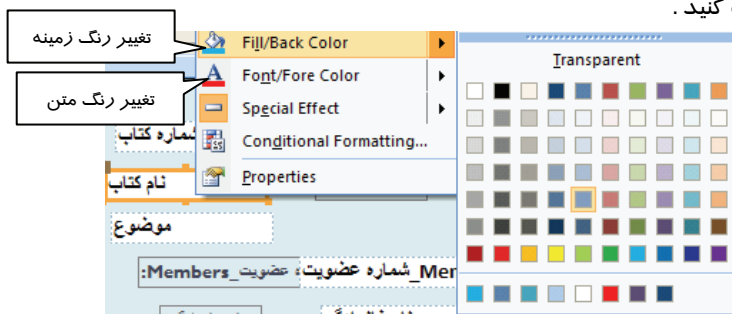 کنید .
تغییر رنگ زمینه
تغییر رنگ متن
Fill/Back Color
Font/Fore Color
Special Effect
Conditional Formatting...
Properties
Transparent
شماره کتاب:
نام کتاب
موضوع
Mer_شماره عضویت؛ عضویت_Members: